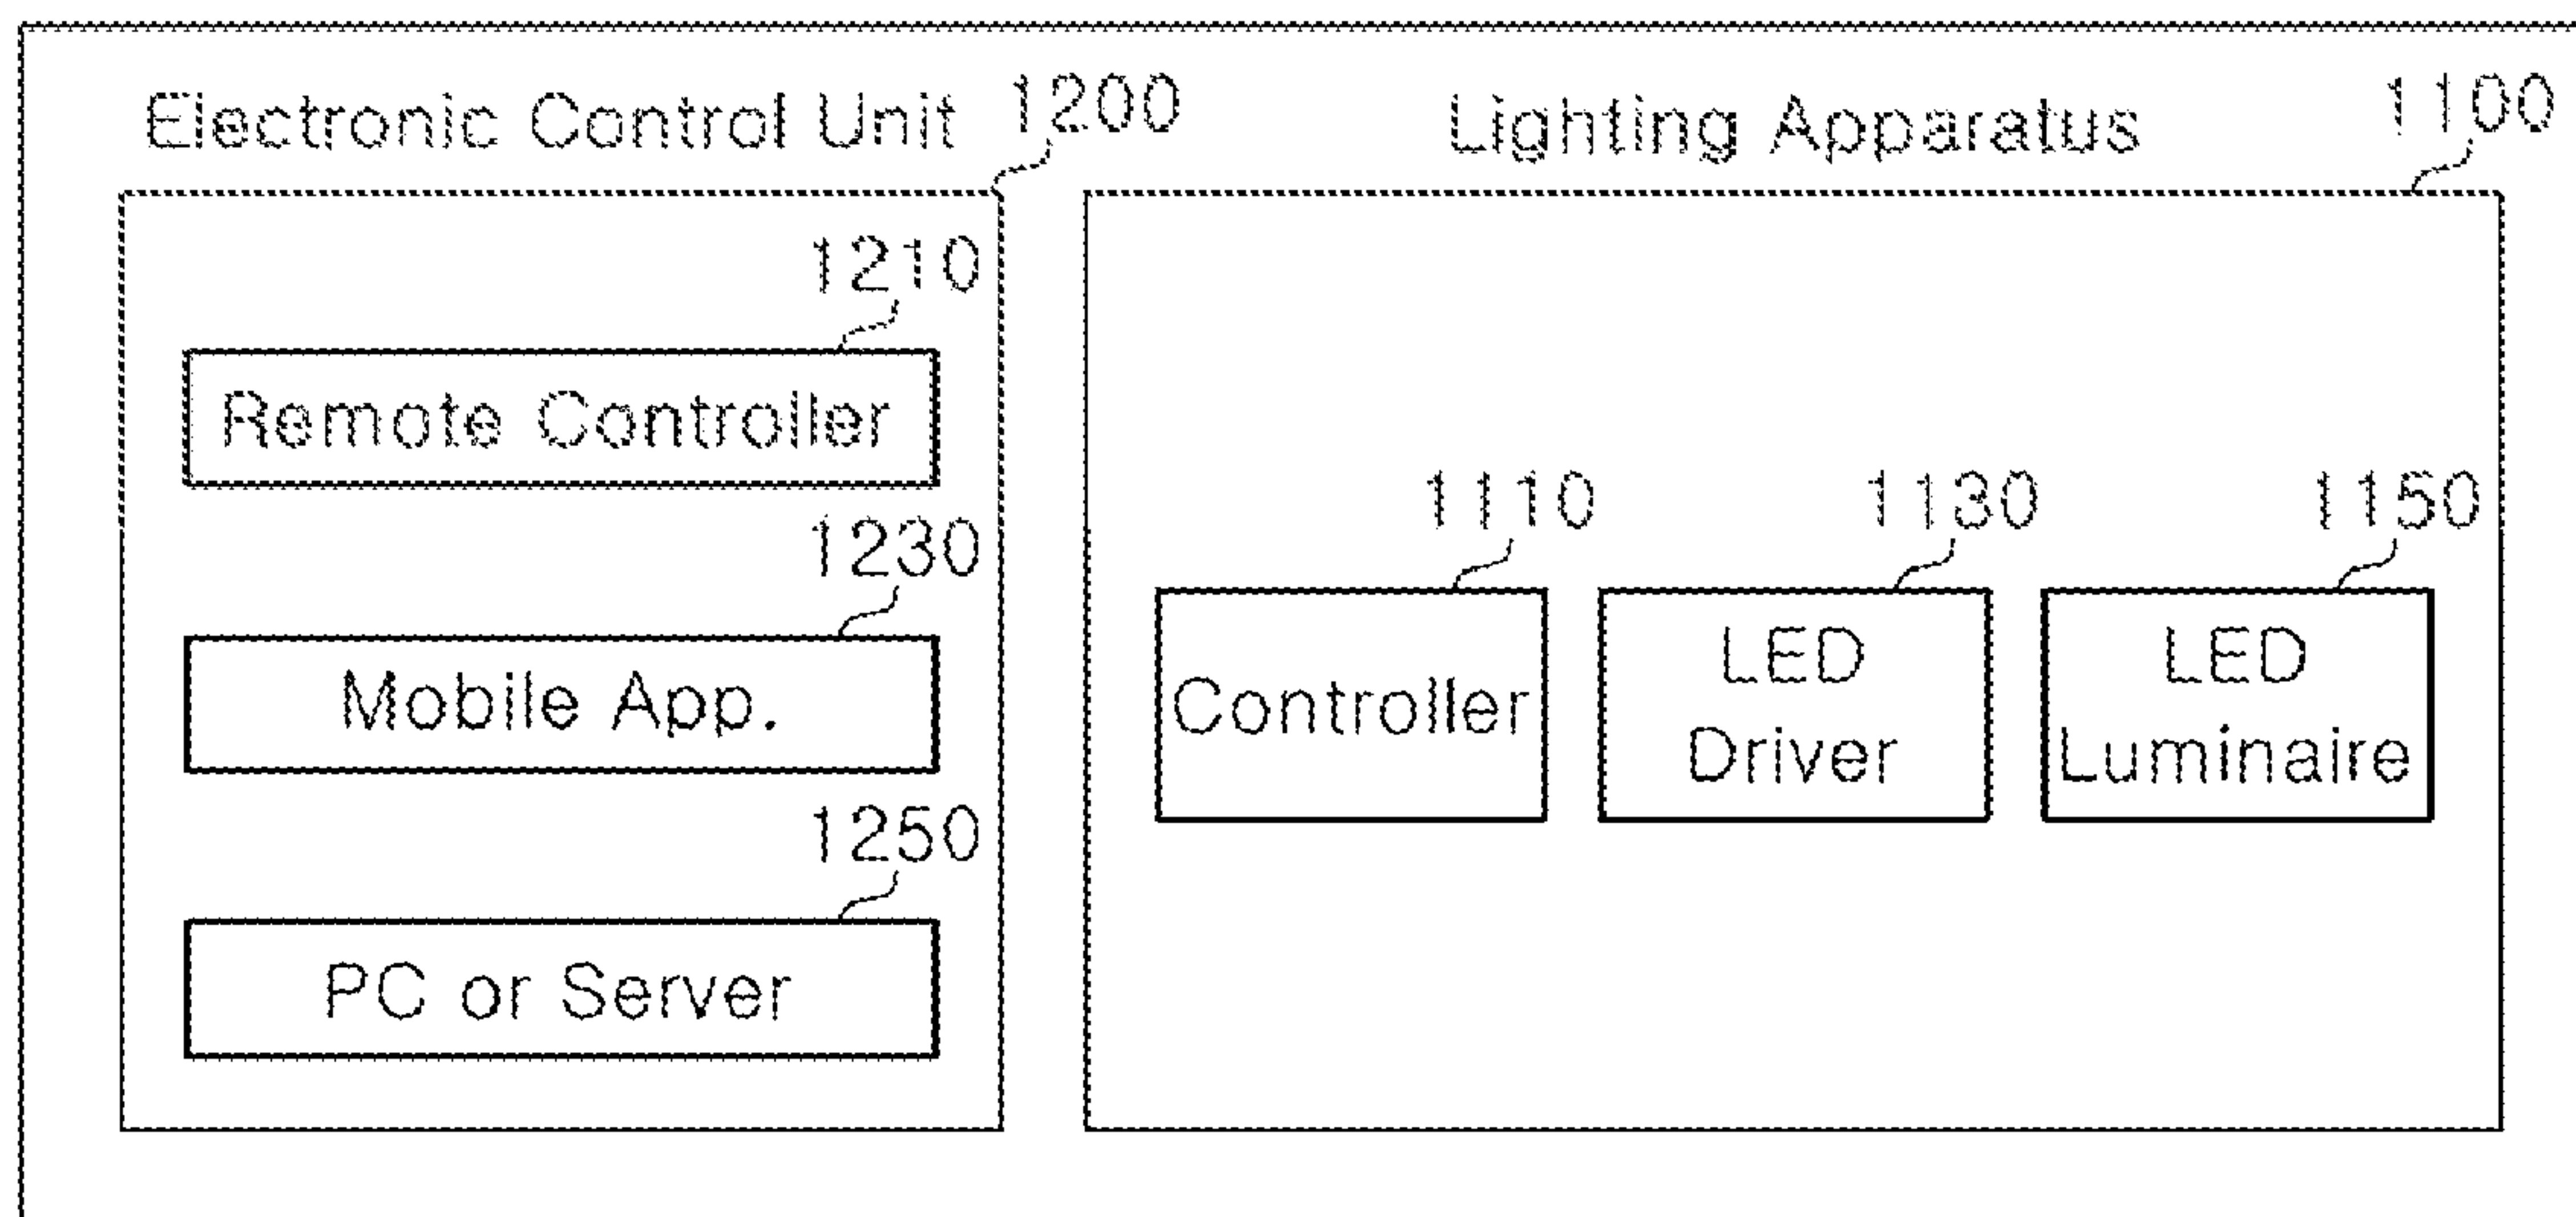 Electronic Control Unit 1200
1210
Remote Controller
1230
Mobile App.
1250
PC or Server
Lighting Apparatus 1100
1110
Controller
1130
LED
Driver
1150
LED
Luminaire